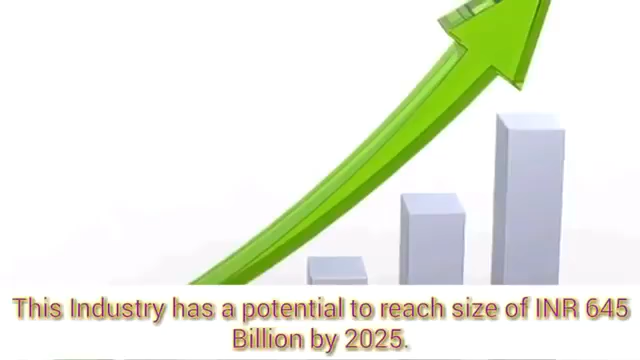 This Industry has a potential to reach size of INR 645
Billion by 2025.